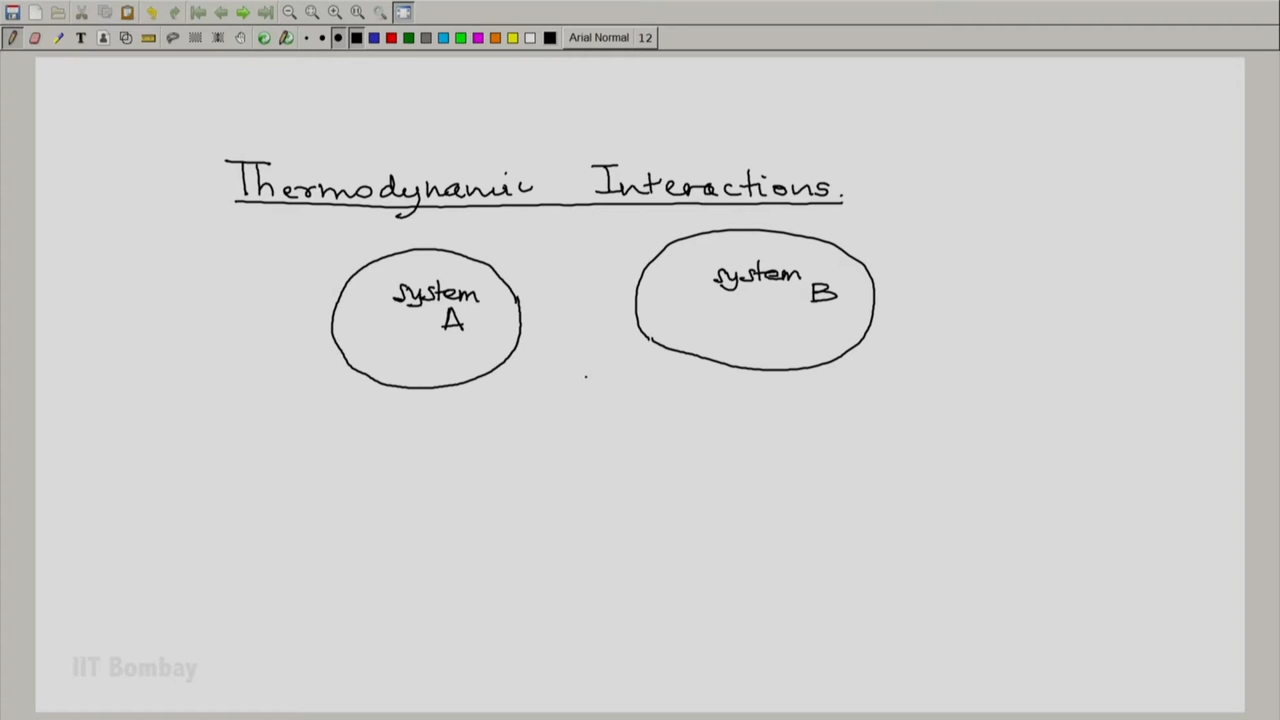 Arial Normal 12
Thermodynamic Interactions.
system
A
system
B
IIT Bombay